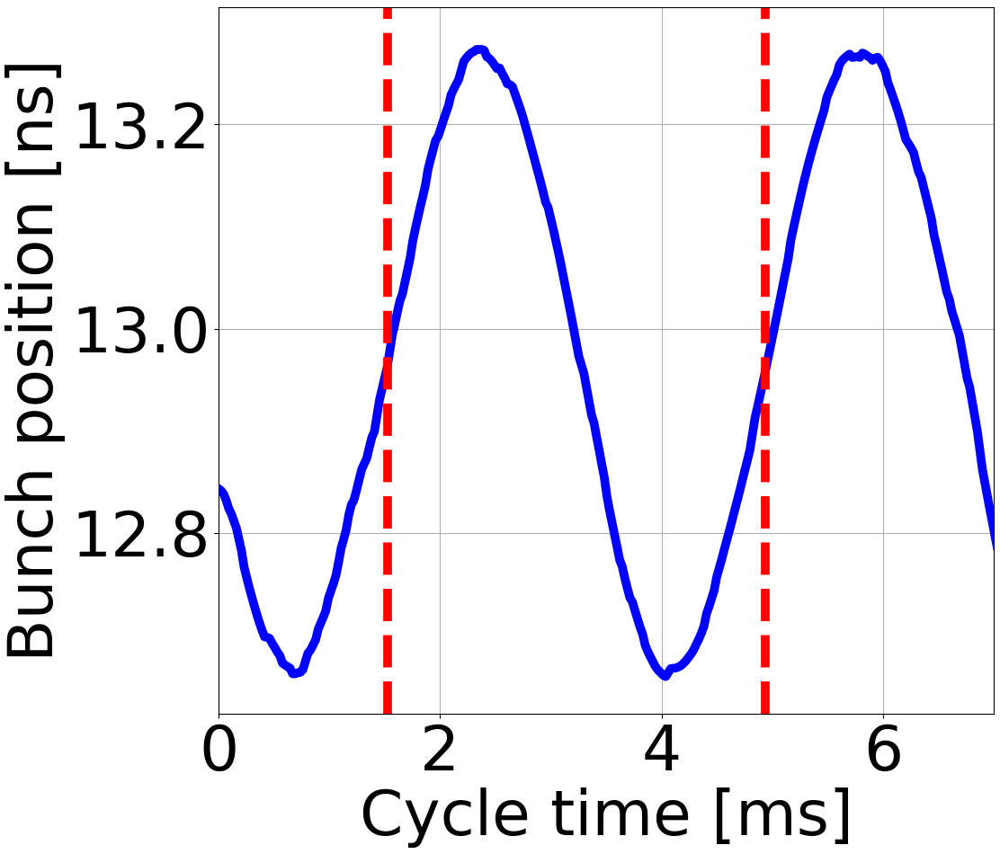 Bunch position [ns]
13.2
13.0
12.8
0 2 4 6
Cycle time [ms]